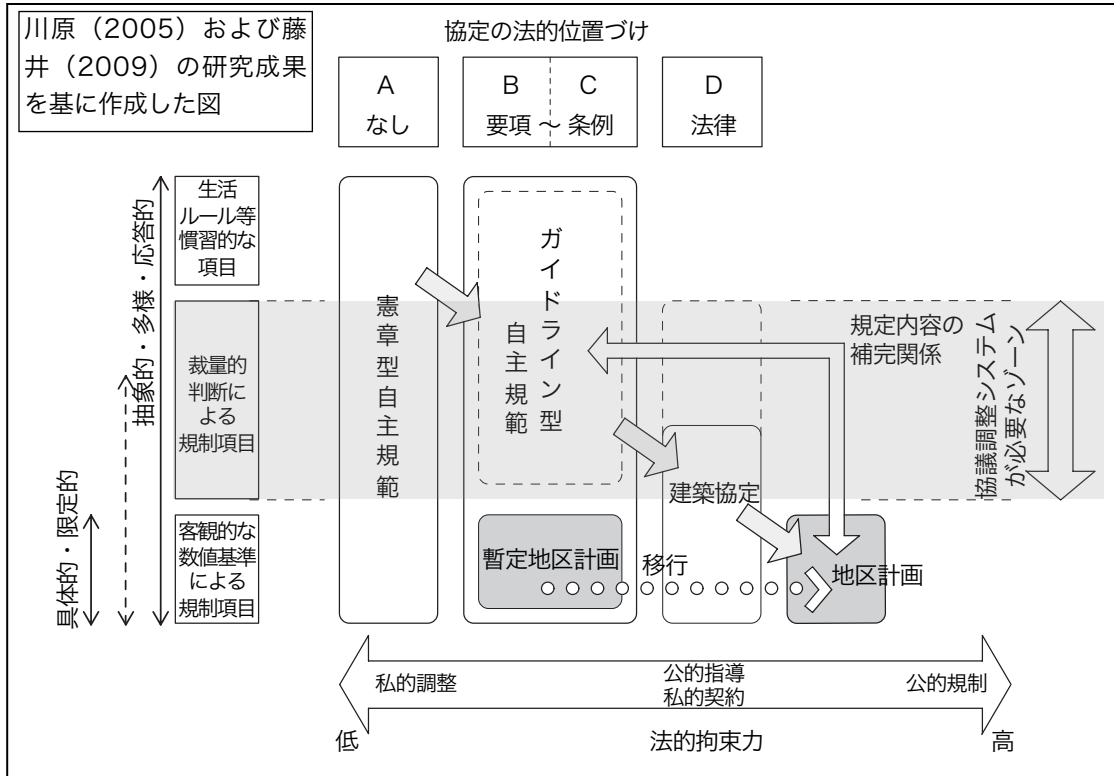 川原（2005）および藤
井（2009）の研究成果
を基に作成した図
協定の法的位置づけ
A
なし
B
C
要項 ～ 条例
D
法律
抽象的・多様・応答的
具体的・限定的
生活
ルール等
慣習的な
項目
裁量的
判断に
よる
規制項目
客観的な
数値基準
による
規制項目
憲章型自主規範
ガイドライン型
自主規範
規定内容の
補完関係
協議調整システム
が必要なゾーン
建築協定
暫定地区計画
移行
地区計画
私的調整
公的指導
私的契約
公的規制
低
法的拘束力
高